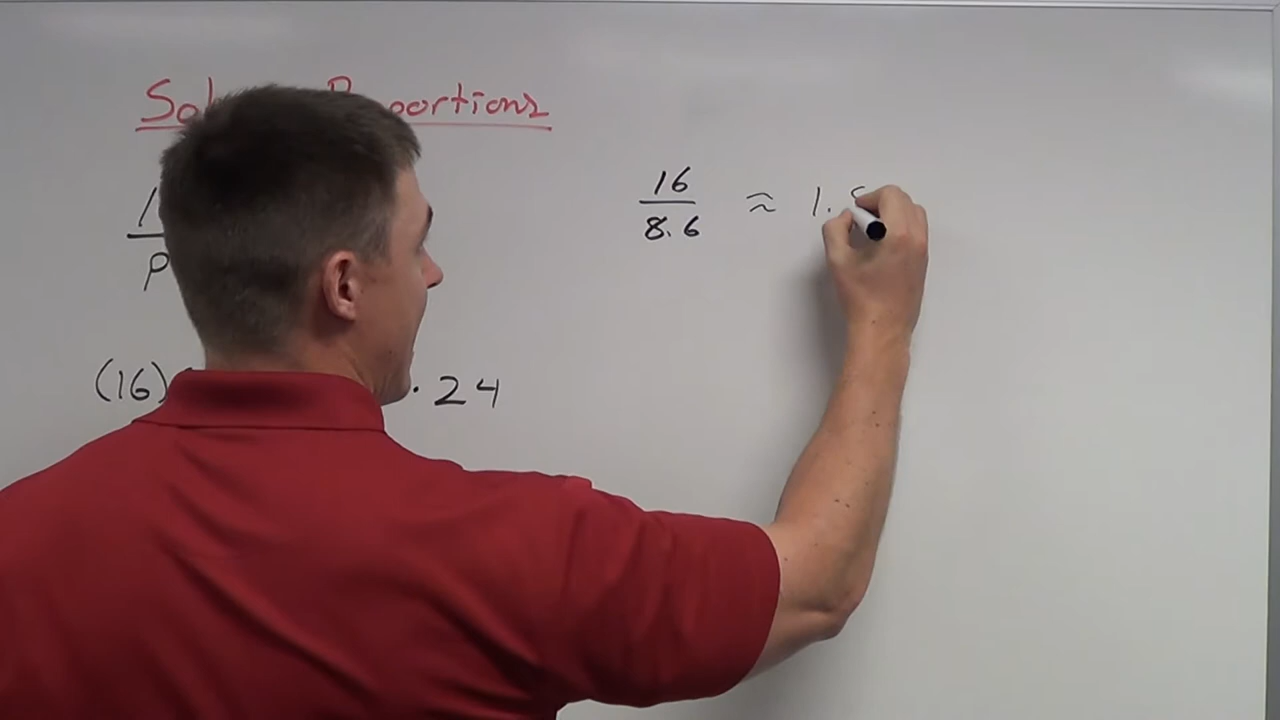 Sol Proportions
16
8.6
≈ 1.
P
(16) · 24